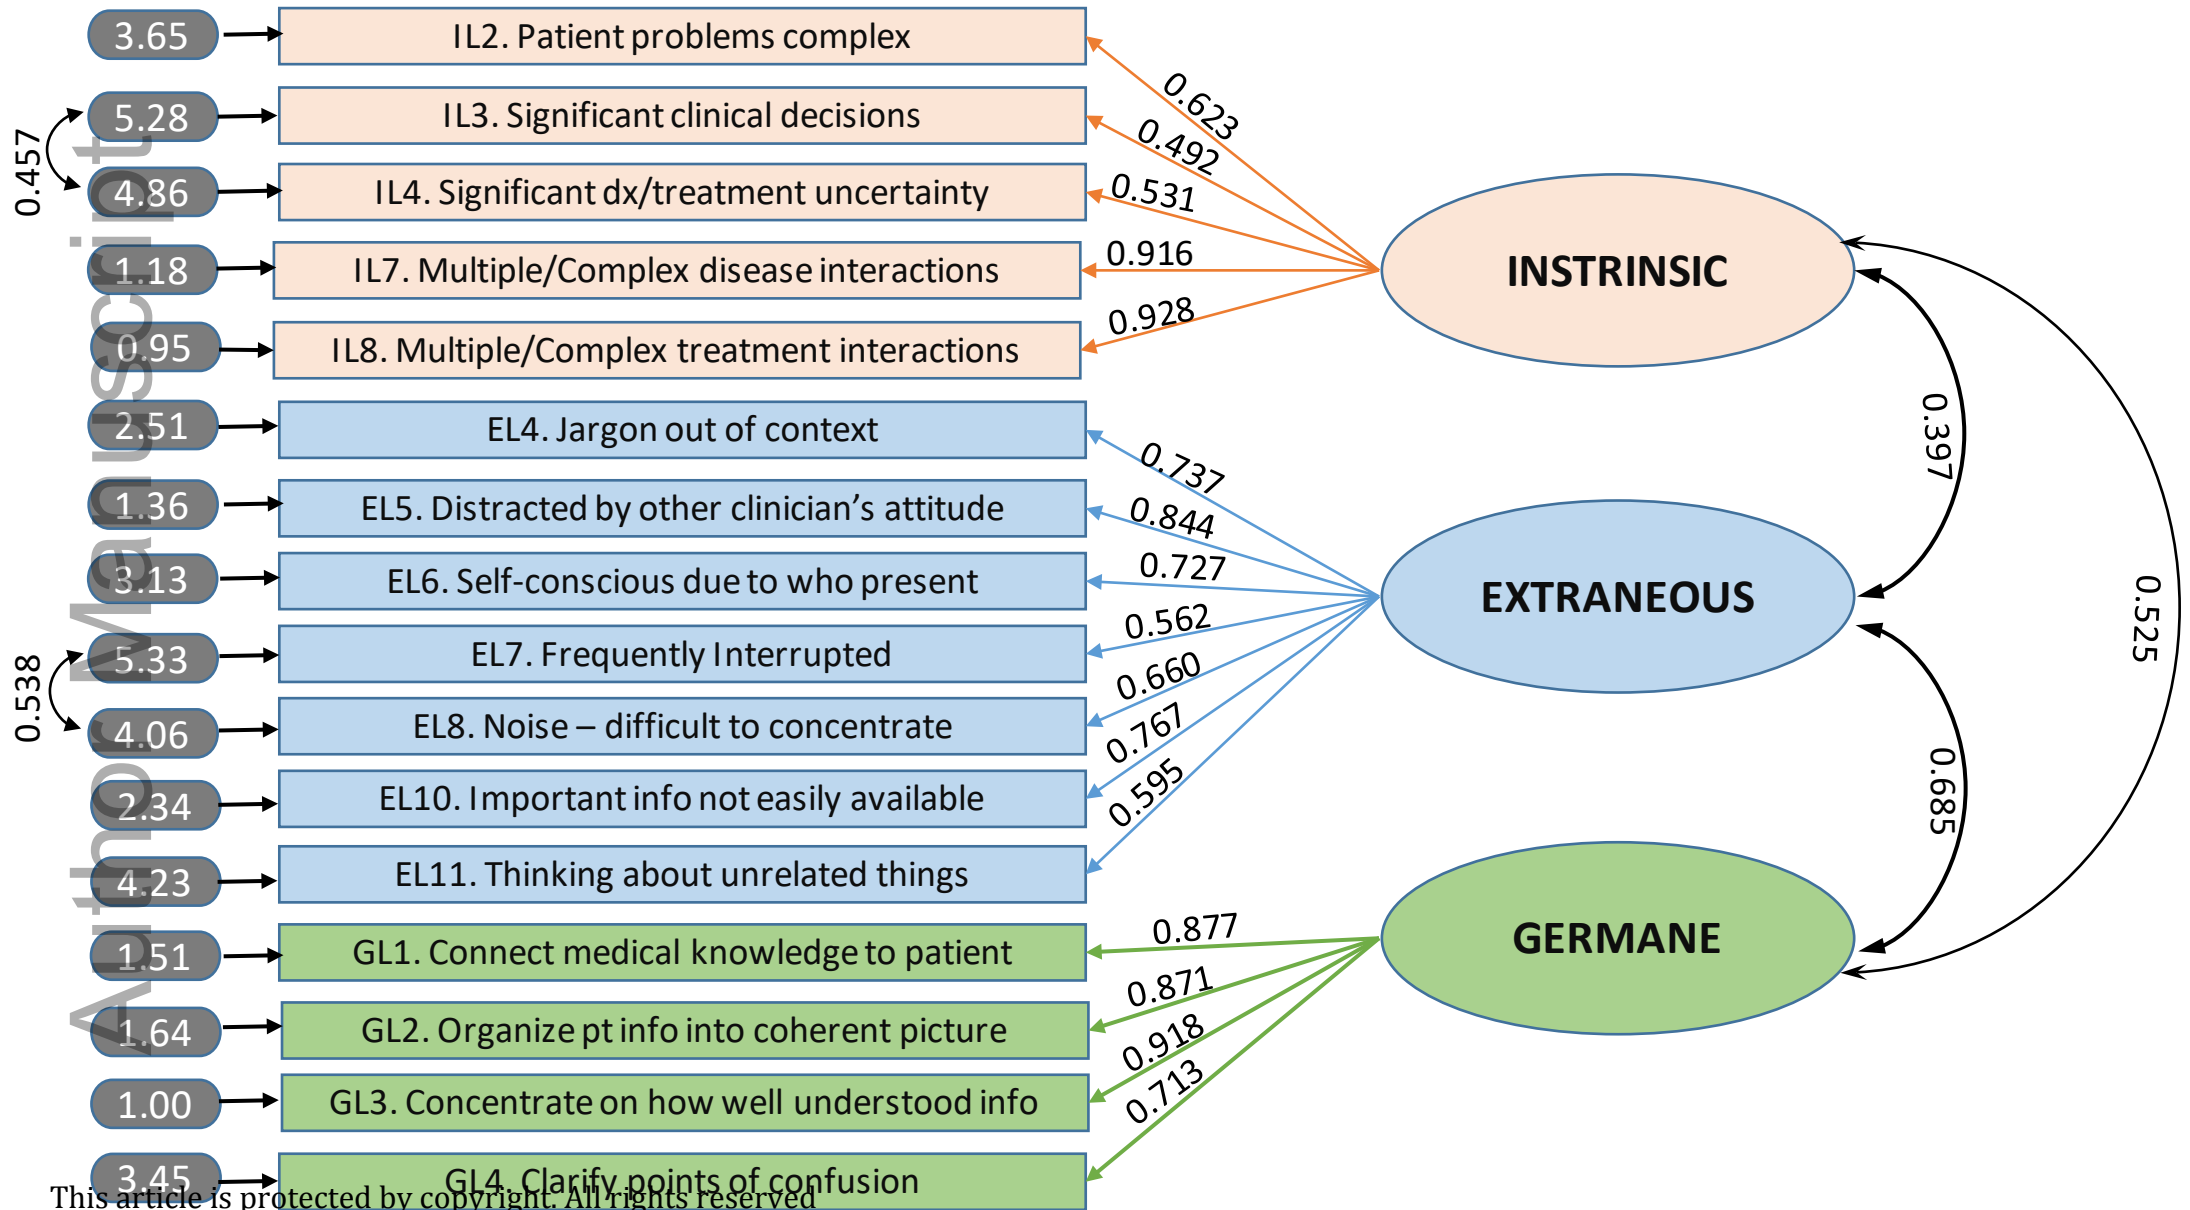 3.65
IL2. Patient problems complex
0.623
5.28
IL3. Significant clinical decisions
0.492
0.457
4.86
IL4. Significant dx/treatment uncertainty
0.531
1.18
IL7. Multiple/Complex disease interactions
0.916
INSTRINSIC
0.95
IL8. Multiple/Complex treatment interactions
0.928
2.51
EL4. Jargon out of context
0.737
0.397
1.36
EL5. Distracted by other clinician’s attitude
0.844
3.13
EL6. Self-conscious due to who present
0.727
EXTRANEOUS
0.525
5.33
EL7. Frequently Interrupted
0.562
0.538
4.06
EL8. Noise – difficult to concentrate
0.660
2.34
EL10. Important info not easily available
0.767
0.685
4.23
EL11. Thinking about unrelated things
0.595
1.51
GL1. Connect medical knowledge to patient
0.877
GERMANE
1.64
GL2. Organize pt info into coherent picture
0.871
1.00
GL3. Concentrate on how well understood info
0.918
3.45
GL4. Clarify points of confusion
0.713
Author Manuscript
This article is protected by copyright. All rights reserved